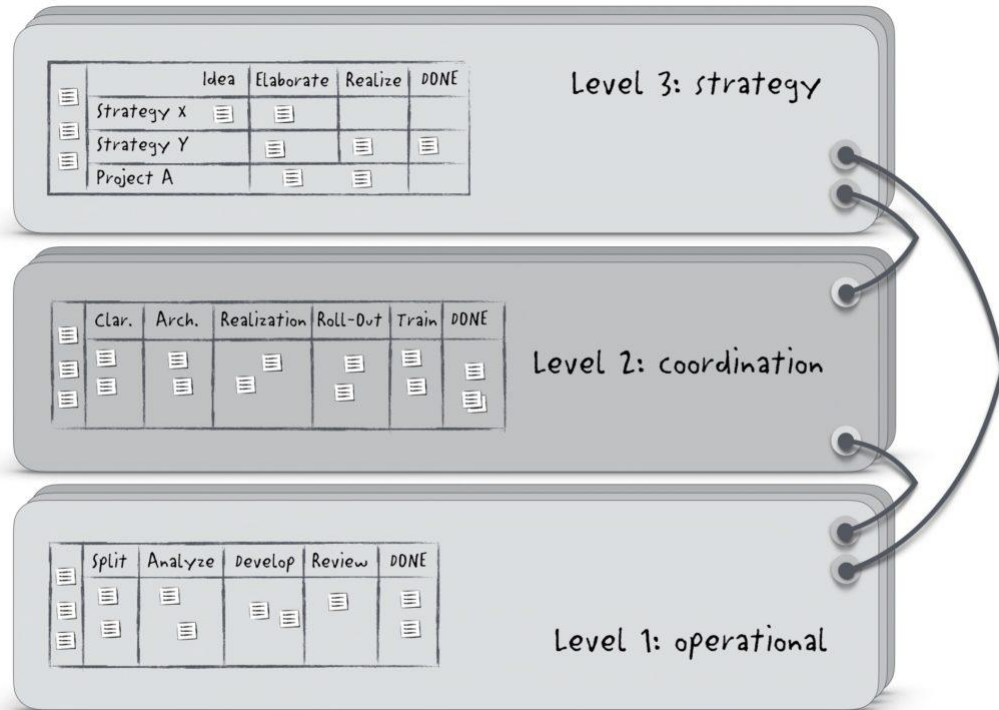 Level 3: strategy
Idea Elaborate Realize DONE
Strategy X
Strategy Y
Project A
Level 2: coordination
Clar. Arch. Realization Roll-Out Train DONE
Level 1: operational
Split Analyze Develop Review DONE